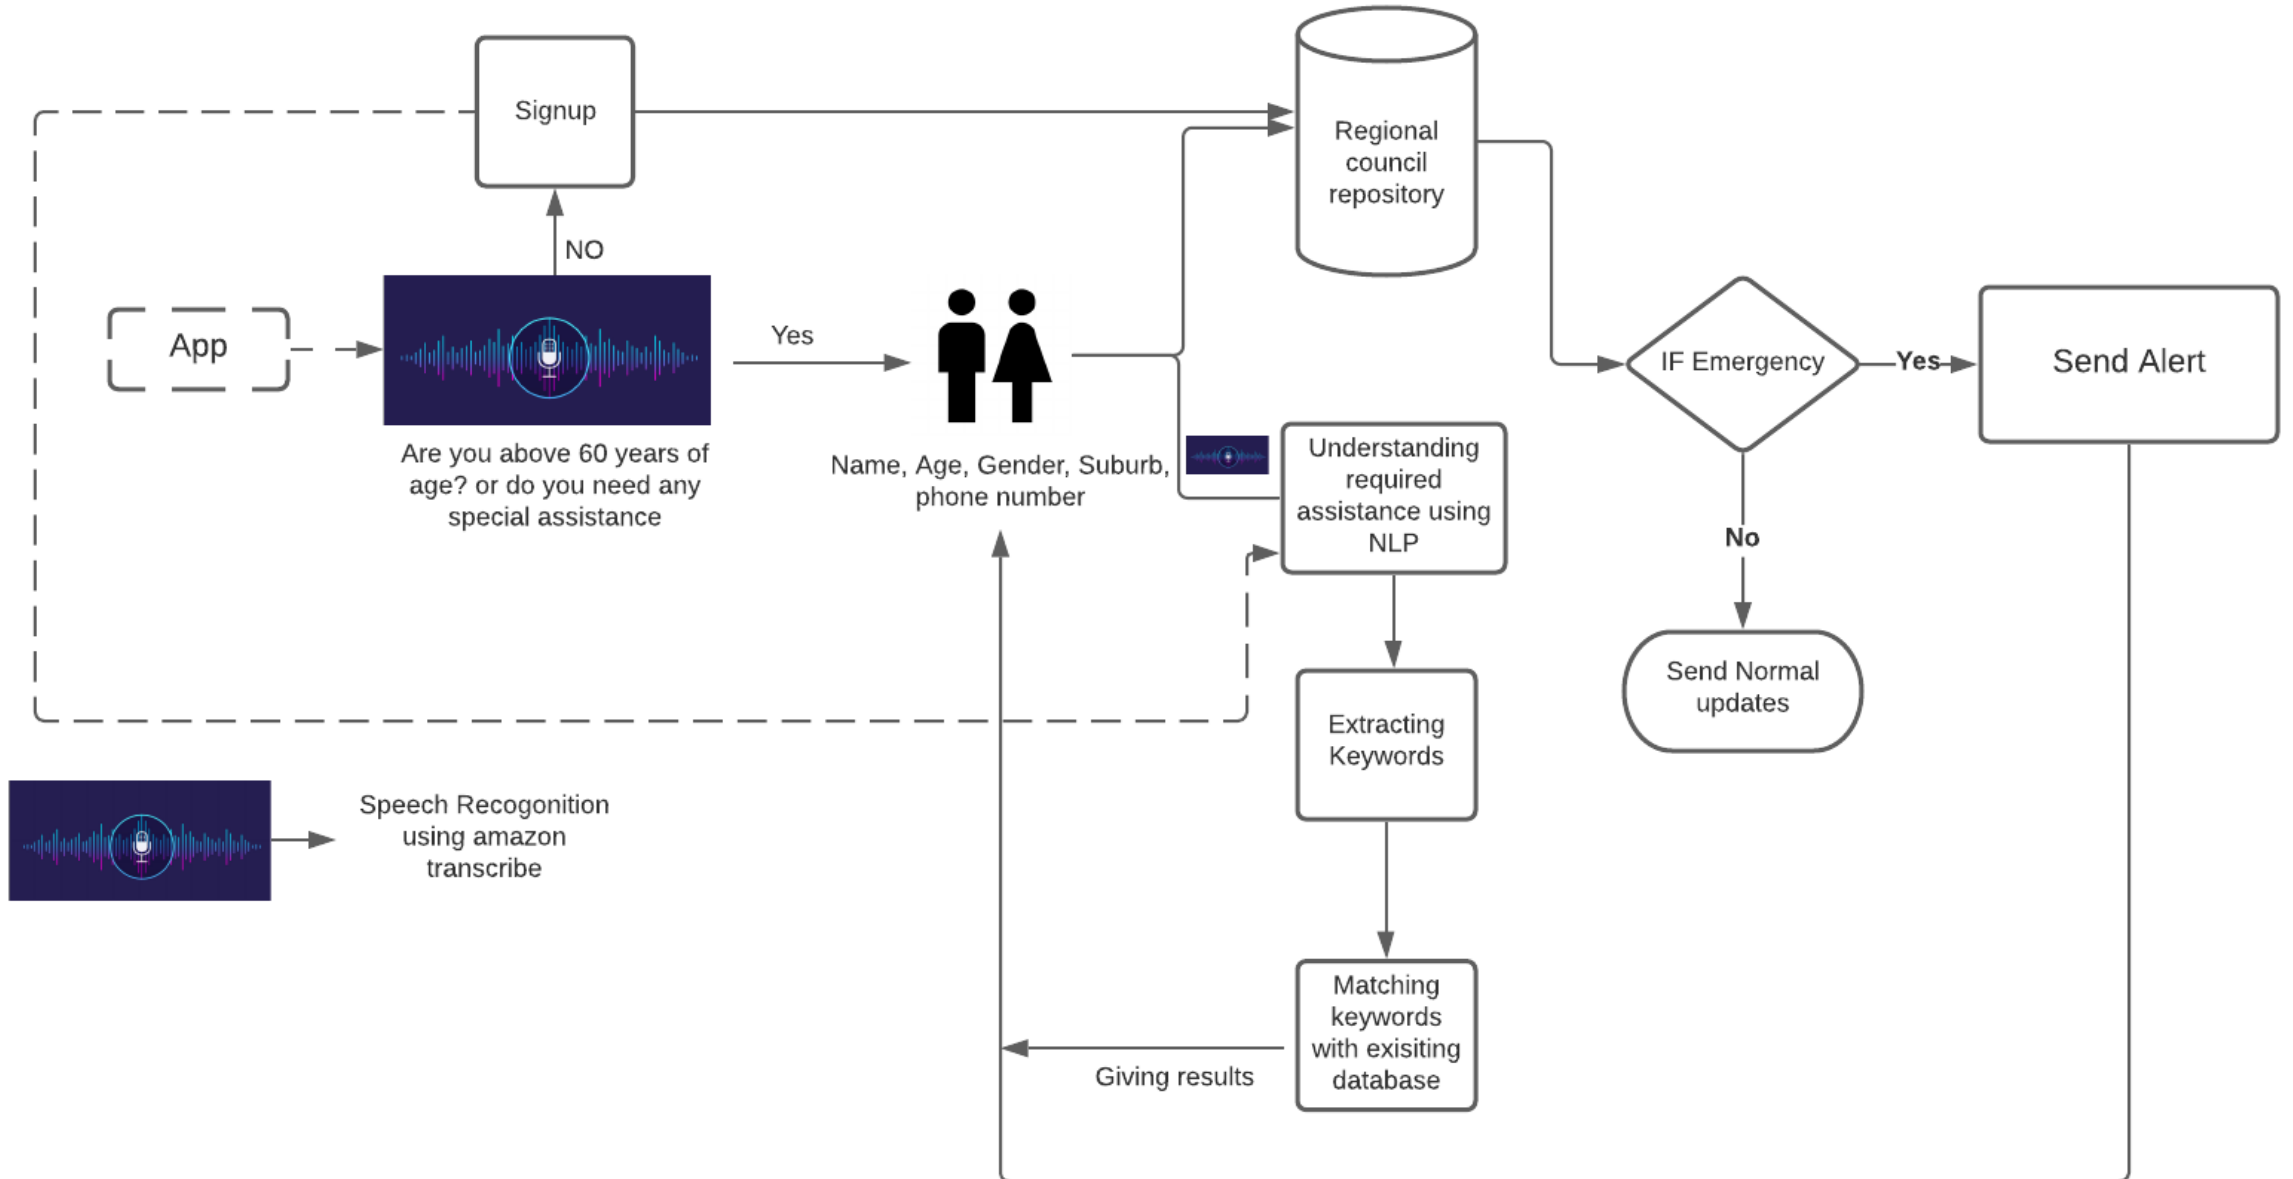 Signup
Regional
council
repository
NO
App
Yes
IF Emergency
Yes
Send Alert
Are you above 60 years of
age? or do you need any
special assistance
Name, Age, Gender, Suburb,
phone number
Understanding
required
assistance using
NLP
No
Send Normal
updates
Extracting
Keywords
Speech Recogonition
using amazon
transcribe
Matching
keywords
with exisiting
database
Giving results